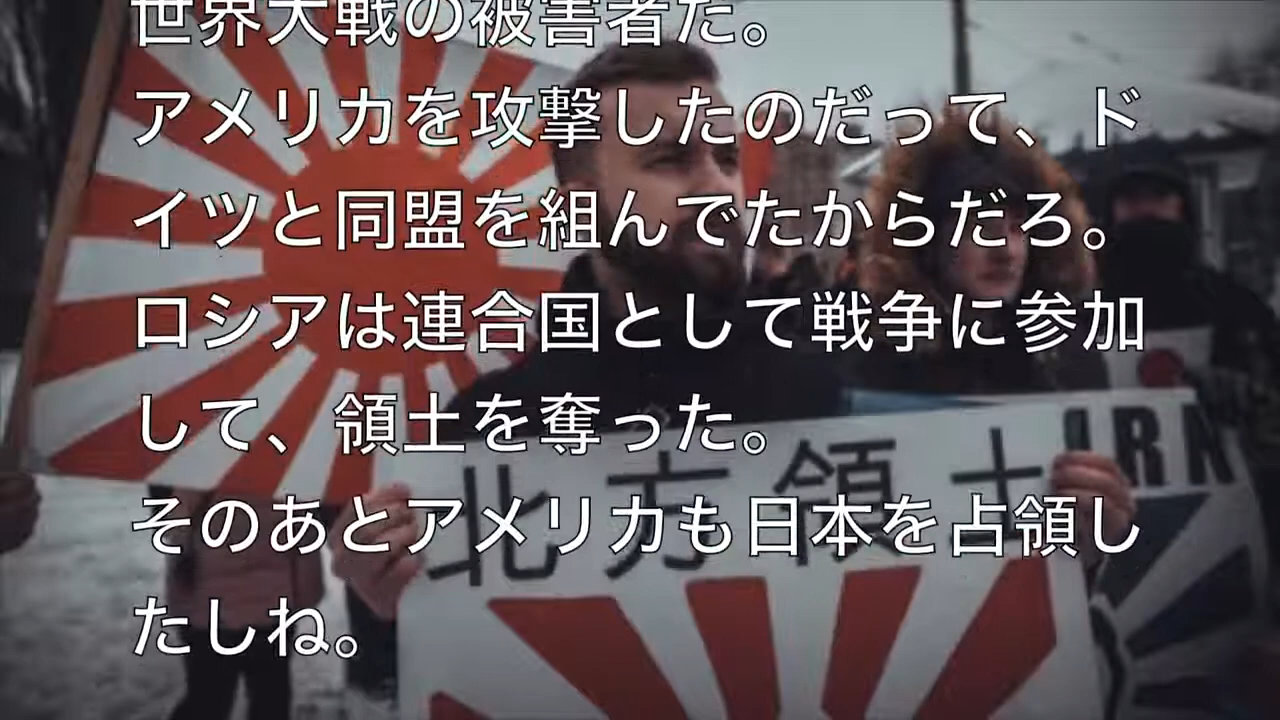 世界大戦の被害者だ。
アメリカを攻撃したのだって、ド
イツと同盟を組んでたからだろ。
ロシアは連合国として戦争に参加
して、領土を奪った。
そのあとアメリカも日本を占領し
たしね。
北方領土
IRN